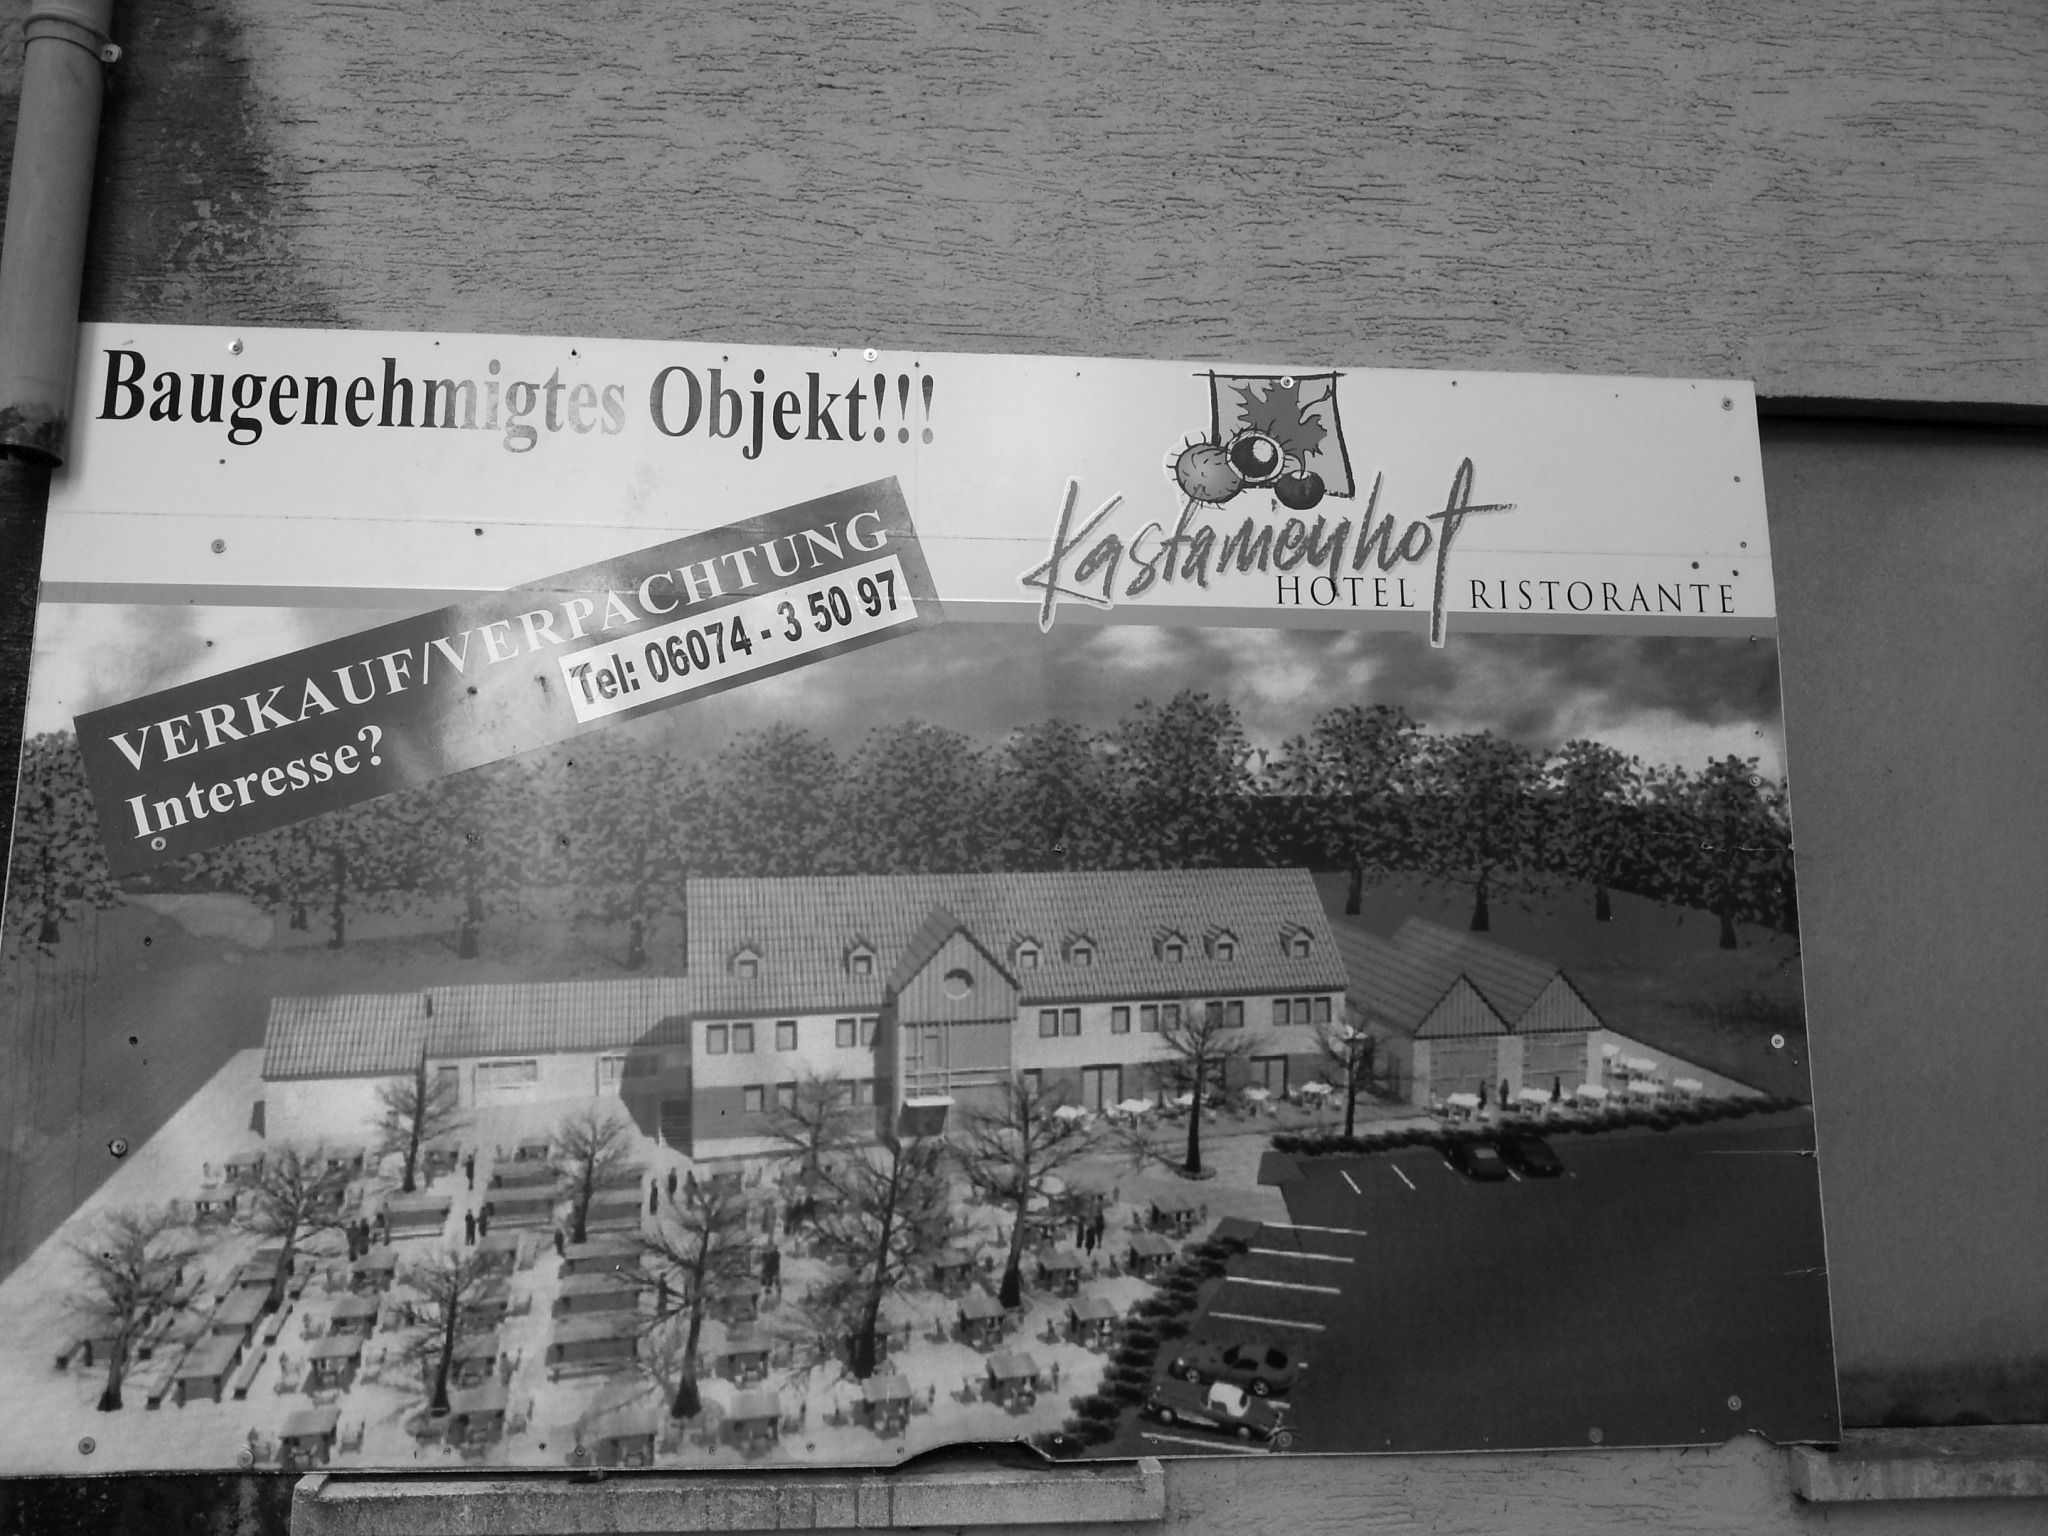 Baugenehmigtes Objekt!!!
Kastanienhof
HOTEL RISTORANTE
VERKAUF/VERPACHTUNG
Interesse? Tel: 06074 - 3 50 97